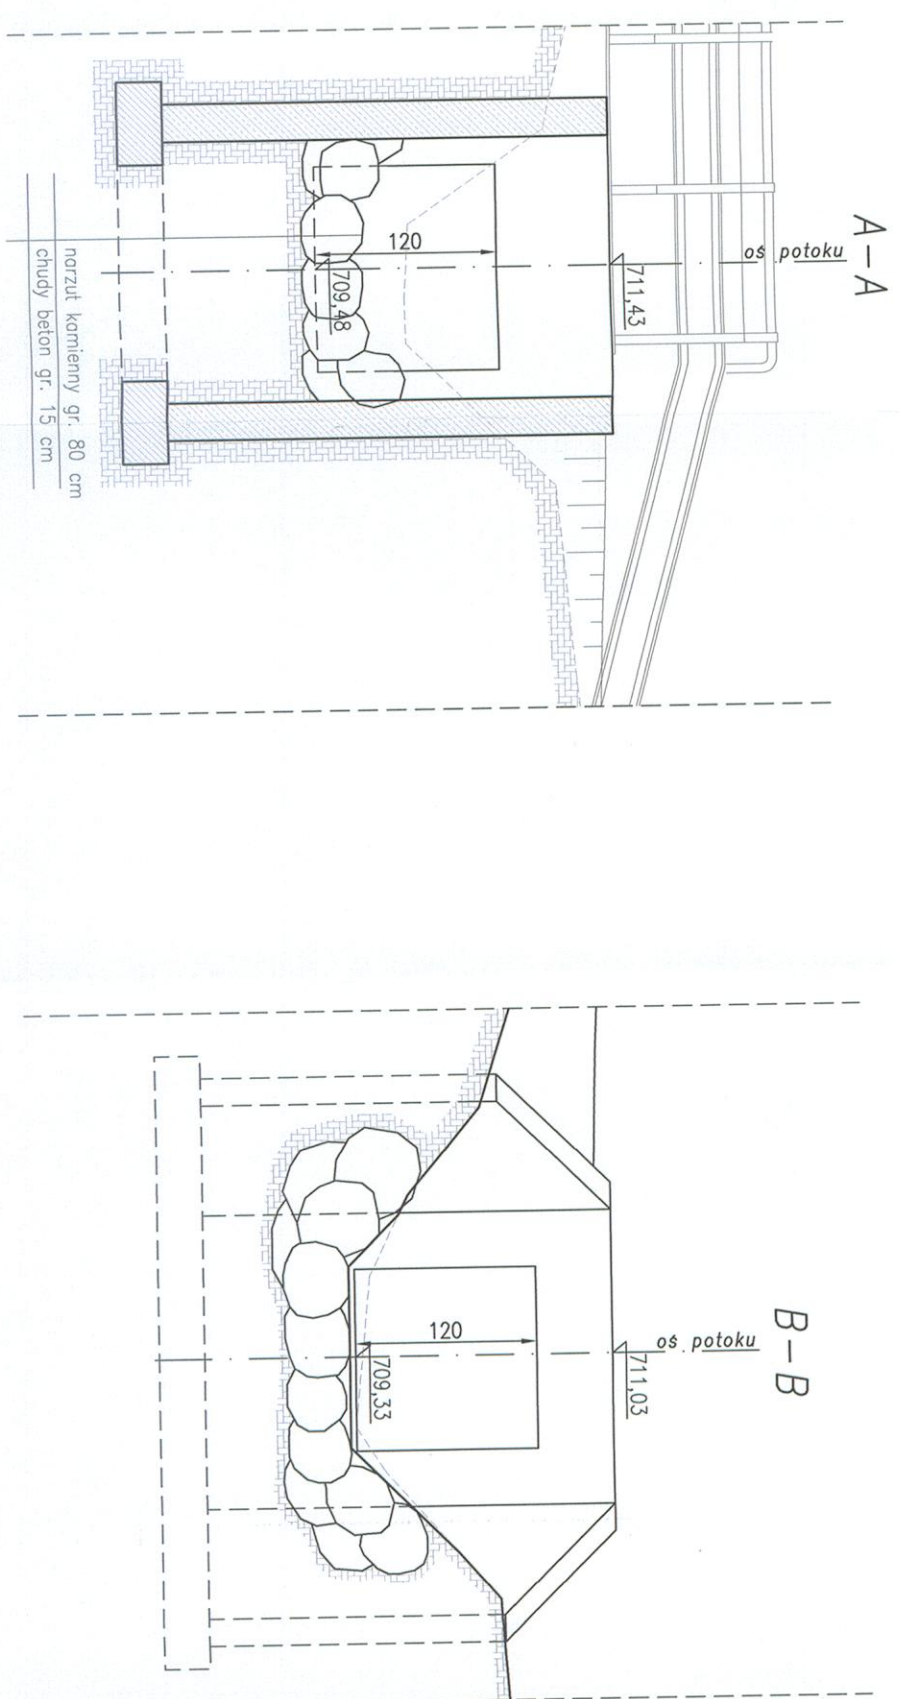 A-A
oś potoku
711,43
120
709,48
narzut kamienny gr. 80 cm
chudy beton gr. 15 cm
B-B
oś potoku
711,03
120
709,33